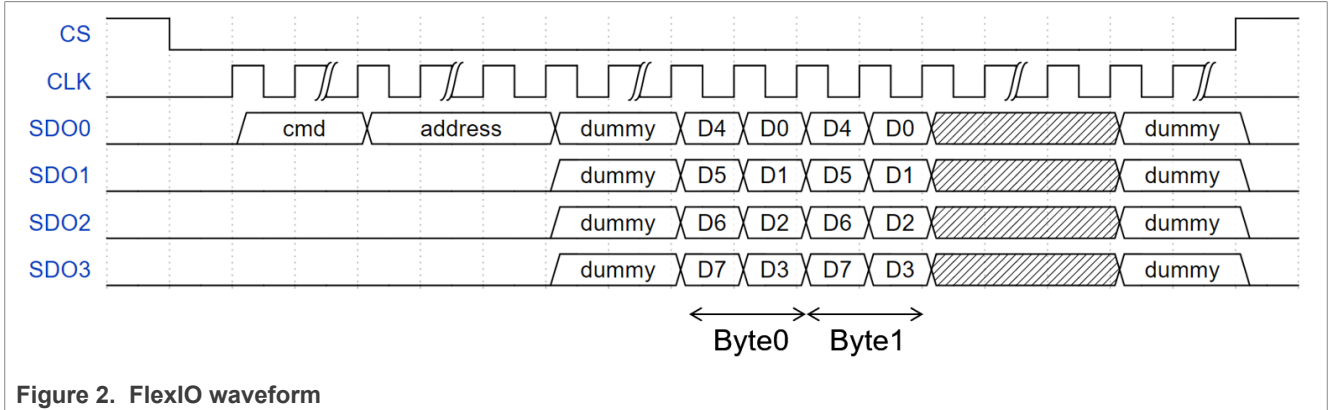 CS
CLK
SDO0 cmd address dummy D4 D0 D4 D0 dummy
SDO1 dummy D5 D1 D5 D1 dummy
SDO2 dummy D6 D2 D6 D2 dummy
SDO3 dummy D7 D3 D7 D3 dummy
Byte0 Byte1
Figure 2. FlexIO waveform